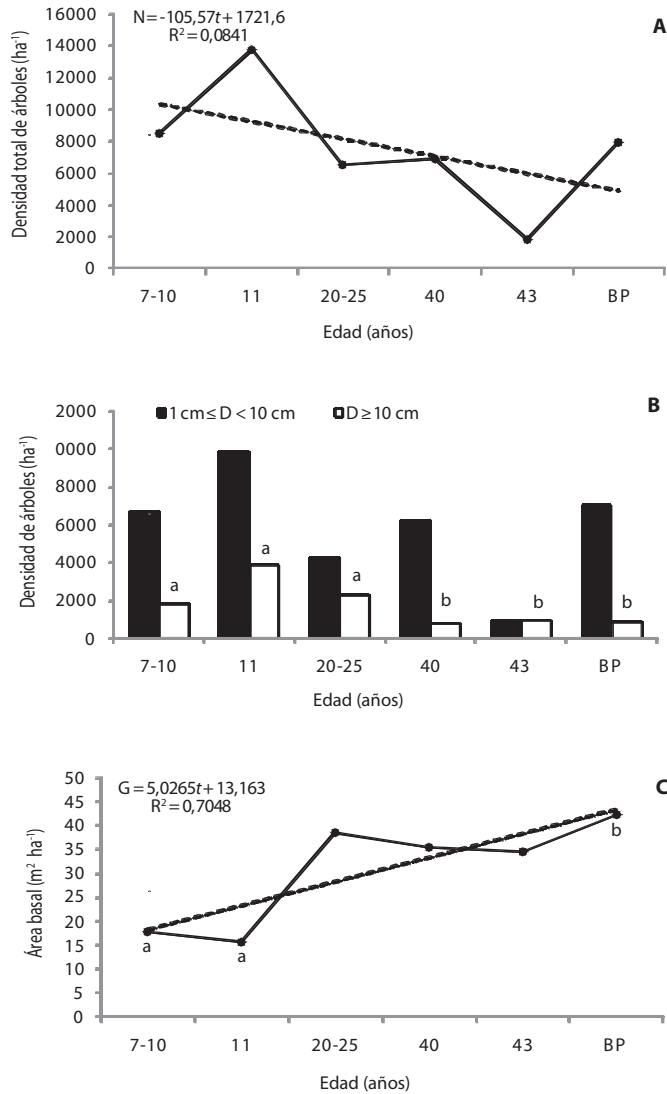 N= -105,57t+ 1721,6
R² = 0,0841
A
Densidad total de árboles (ha⁻¹)
16000
14000
12000
10000
8000
6000
4000
2000
0
7-10 11 20-25 40 43 BP
Edad (años)
B
1 cm ≤ D < 10 cm D ≥ 10 cm
Densidad de árboles (ha⁻¹)
2000
0000
8000
6000
4000
2000
0
a a a b b b
7-10 11 20-25 40 43 BP
Edad (años)
C
G = 5,0265t+ 13,163
R² = 0,7048
Área basal (m² ha⁻¹)
50
45
40
35
30
25
20
15
10
5
0
a a b
7-10 11 20-25 40 43 BP
Edad (años)